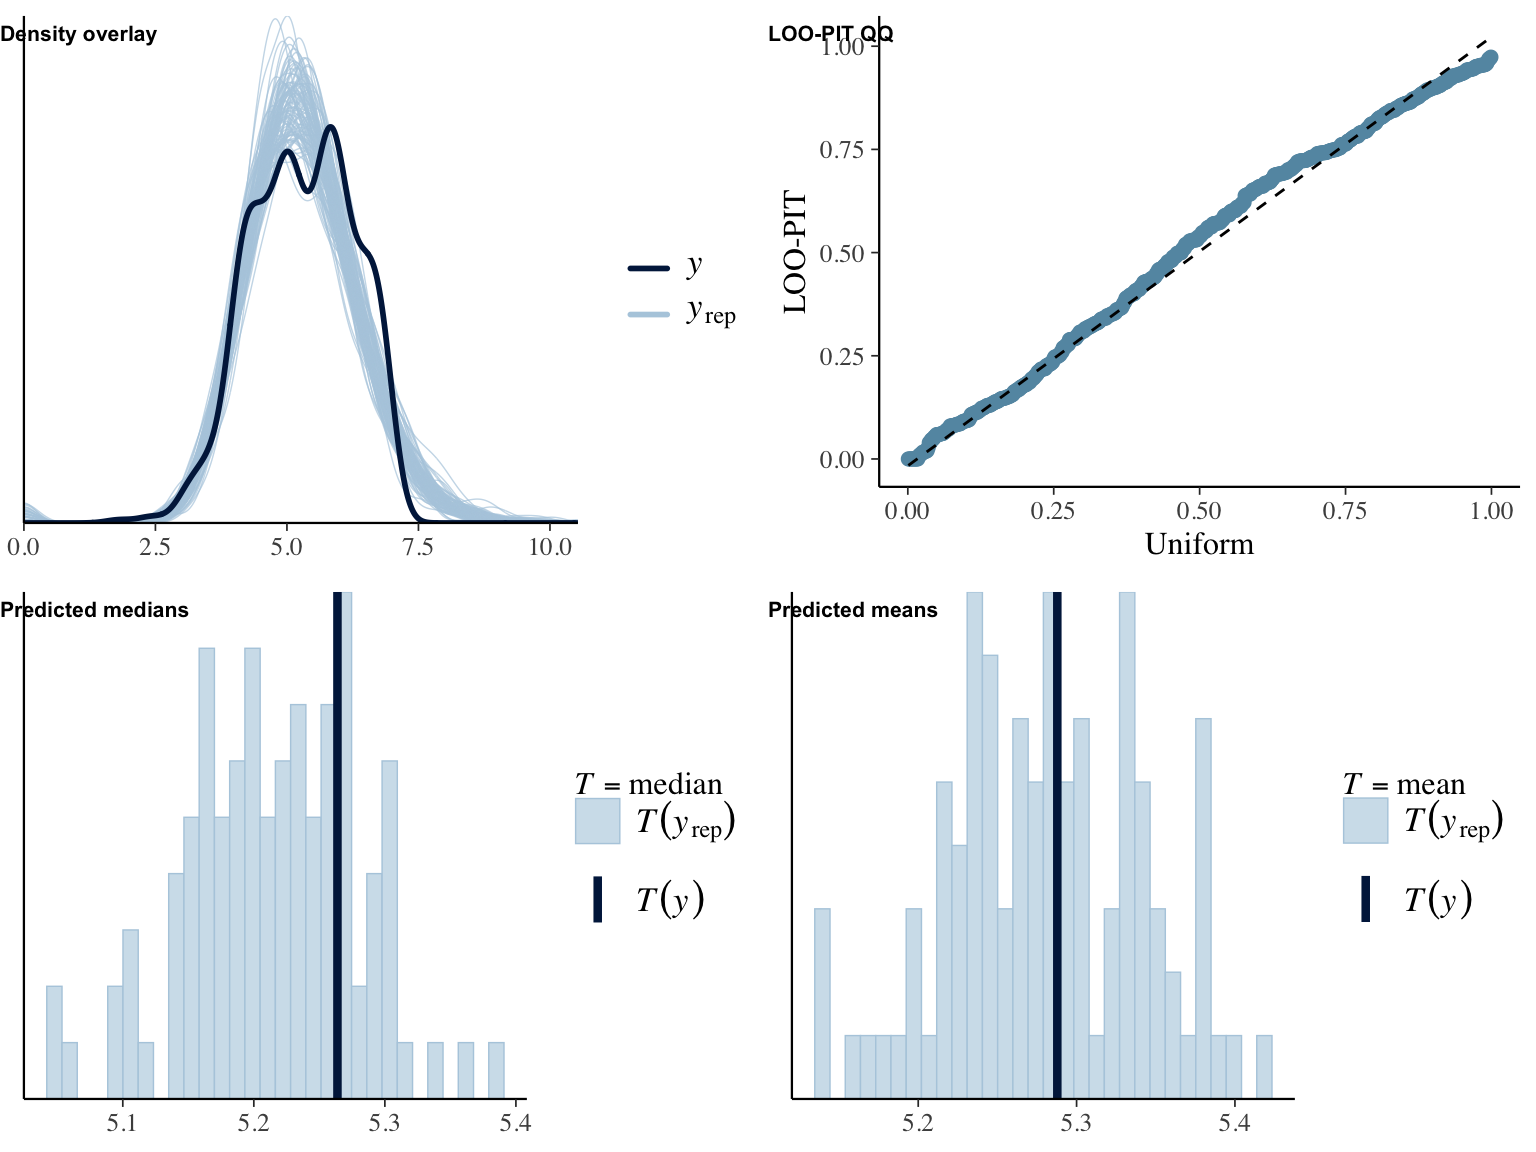 Density overlay
y
yrep
0.0 2.5 5.0 7.5 10.0
LOO-PIT QQ
1.00
0.75
0.50
0.25
0.00
LOO-PIT
0.00 0.25 0.50 0.75 1.00
Uniform
Predicted medians
T = median
T(yrep)
T(y)
5.1 5.2 5.3 5.4
Predicted means
T = mean
T(yrep)
T(y)
5.2 5.3 5.4